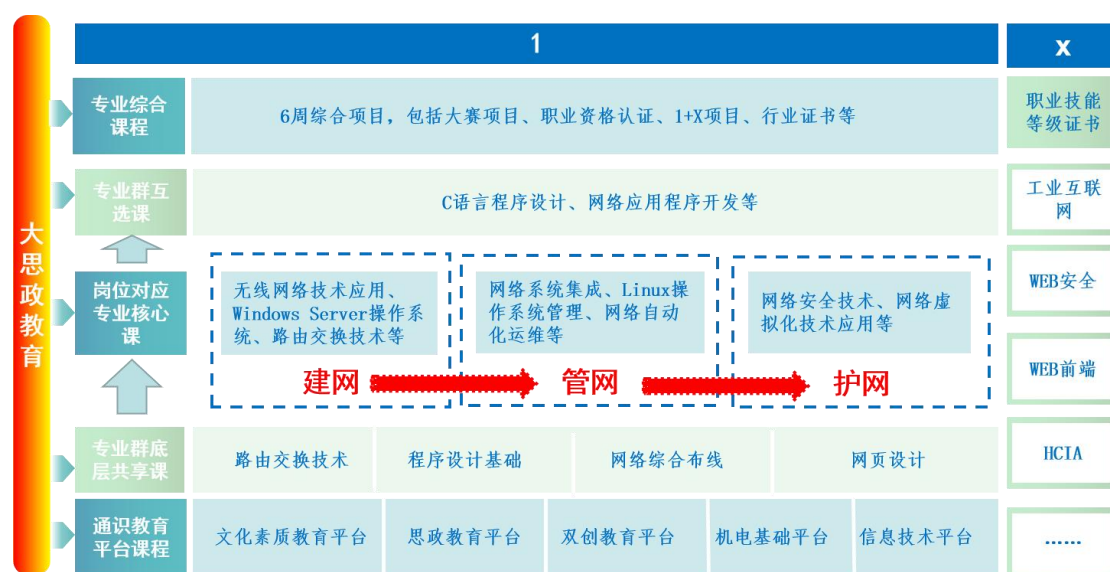 大思政教育
1
X
专业综合
课程
6周综合项目，包括大赛项目、职业资格认证、1+X项目、行业证书等
职业技能
等级证书
专业群互
选课
C语言程序设计、网络应用程序开发等
工业互联
网
岗位对应
专业核心
课
无线网络技术应用、
Windows Server操作系
统、路由交换技术等
建网
网络系统集成、Linux操
作系统管理、网络自动
化运维等
管网
网络安全技术、网络虚
拟化技术应用等
护网
WEB安全
WEB前端
专业群底
层共享课
路由交换技术
程序设计基础
网络综合布线
网页设计
HCIA
通识教育
平台课程
文化素质教育平台
思政教育平台
双创教育平台
机电基础平台
信息技术平台
……